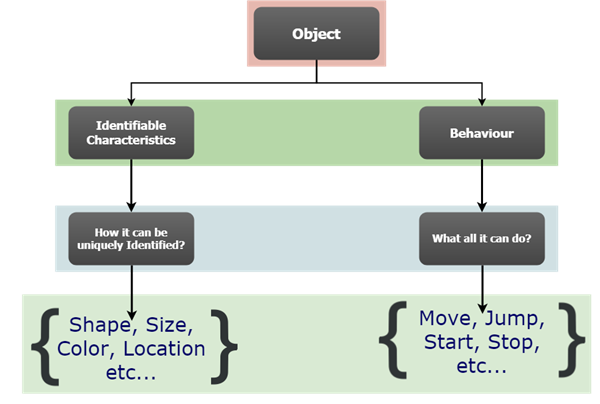 Object
Identifiable
Characteristics
Behaviour
How it can be
uniquely Identified?
What all it can do?
{ Shape, Size, }
Color, Location
etc...
{ Move, Jump, }
Start, Stop,
etc...